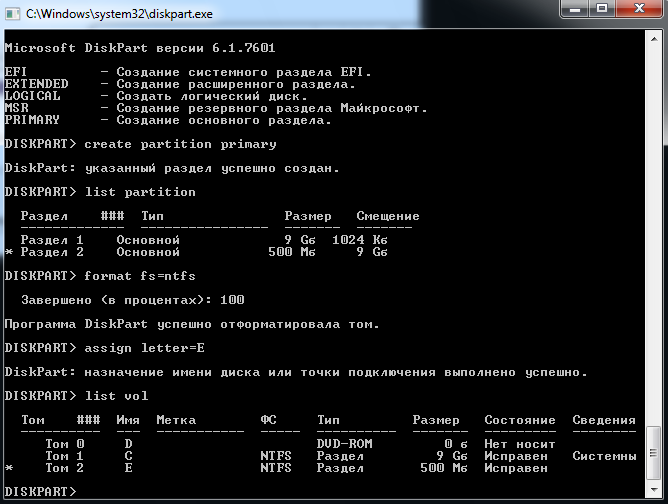 C:\Windows\system32\diskpart.exe
Microsoft DiskPart версии 6.1.7601
EFI - Создание системного раздела EFI.
EXTENDED - Создание расширенного раздела.
LOGICAL - Создать логический диск.
MSR - Создание резервного раздела Майкрософт.
PRIMARY - Создание основного раздела.
DISKPART> create partition primary
DiskPart: указанный раздел успешно создан.
DISKPART> list partition
Раздел ### Тип Размер Смещение
------------- ---------------- ------- --------
Раздел 1 Основной 9 Gб 1024 Kб
* Раздел 2 Основной 500 Mб 9 Gб
DISKPART> format fs=ntfs
Завершено (в процентах): 100
Программа DiskPart успешно отформатировала том.
DISKPART> assign letter=E
DiskPart: назначение имени диска или точки подключения выполнено успешно.
DISKPART> list vol
Том ### Имя Метка ФС Тип Размер Состояние Сведения
---------- --- ----------- ----- ---------- ------- --------- --------
Том 0 D DVD-ROM 0 б Нет носит
Том 1 C NTFS Раздел 9 Gб Исправен Системны
* Том 2 E NTFS Раздел 500 Mб Исправен
DISKPART>